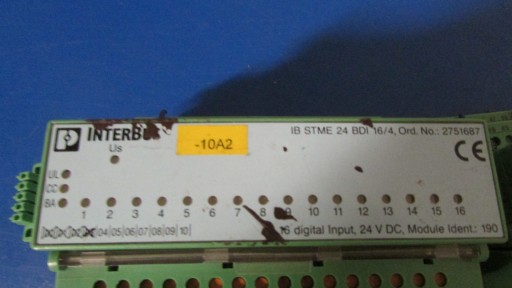 INTERBUS
IB STME 24 BDI 16/4, Ord. No.: 2751687
-10A2
Us
CE
UL
CC
BA
1 2 3 4 5 6 7 8 9 10 11 12 13 14 15 16
|04|05|06|07|08|09|10|
16 digital Input, 24 V DC, Module Ident.: 190